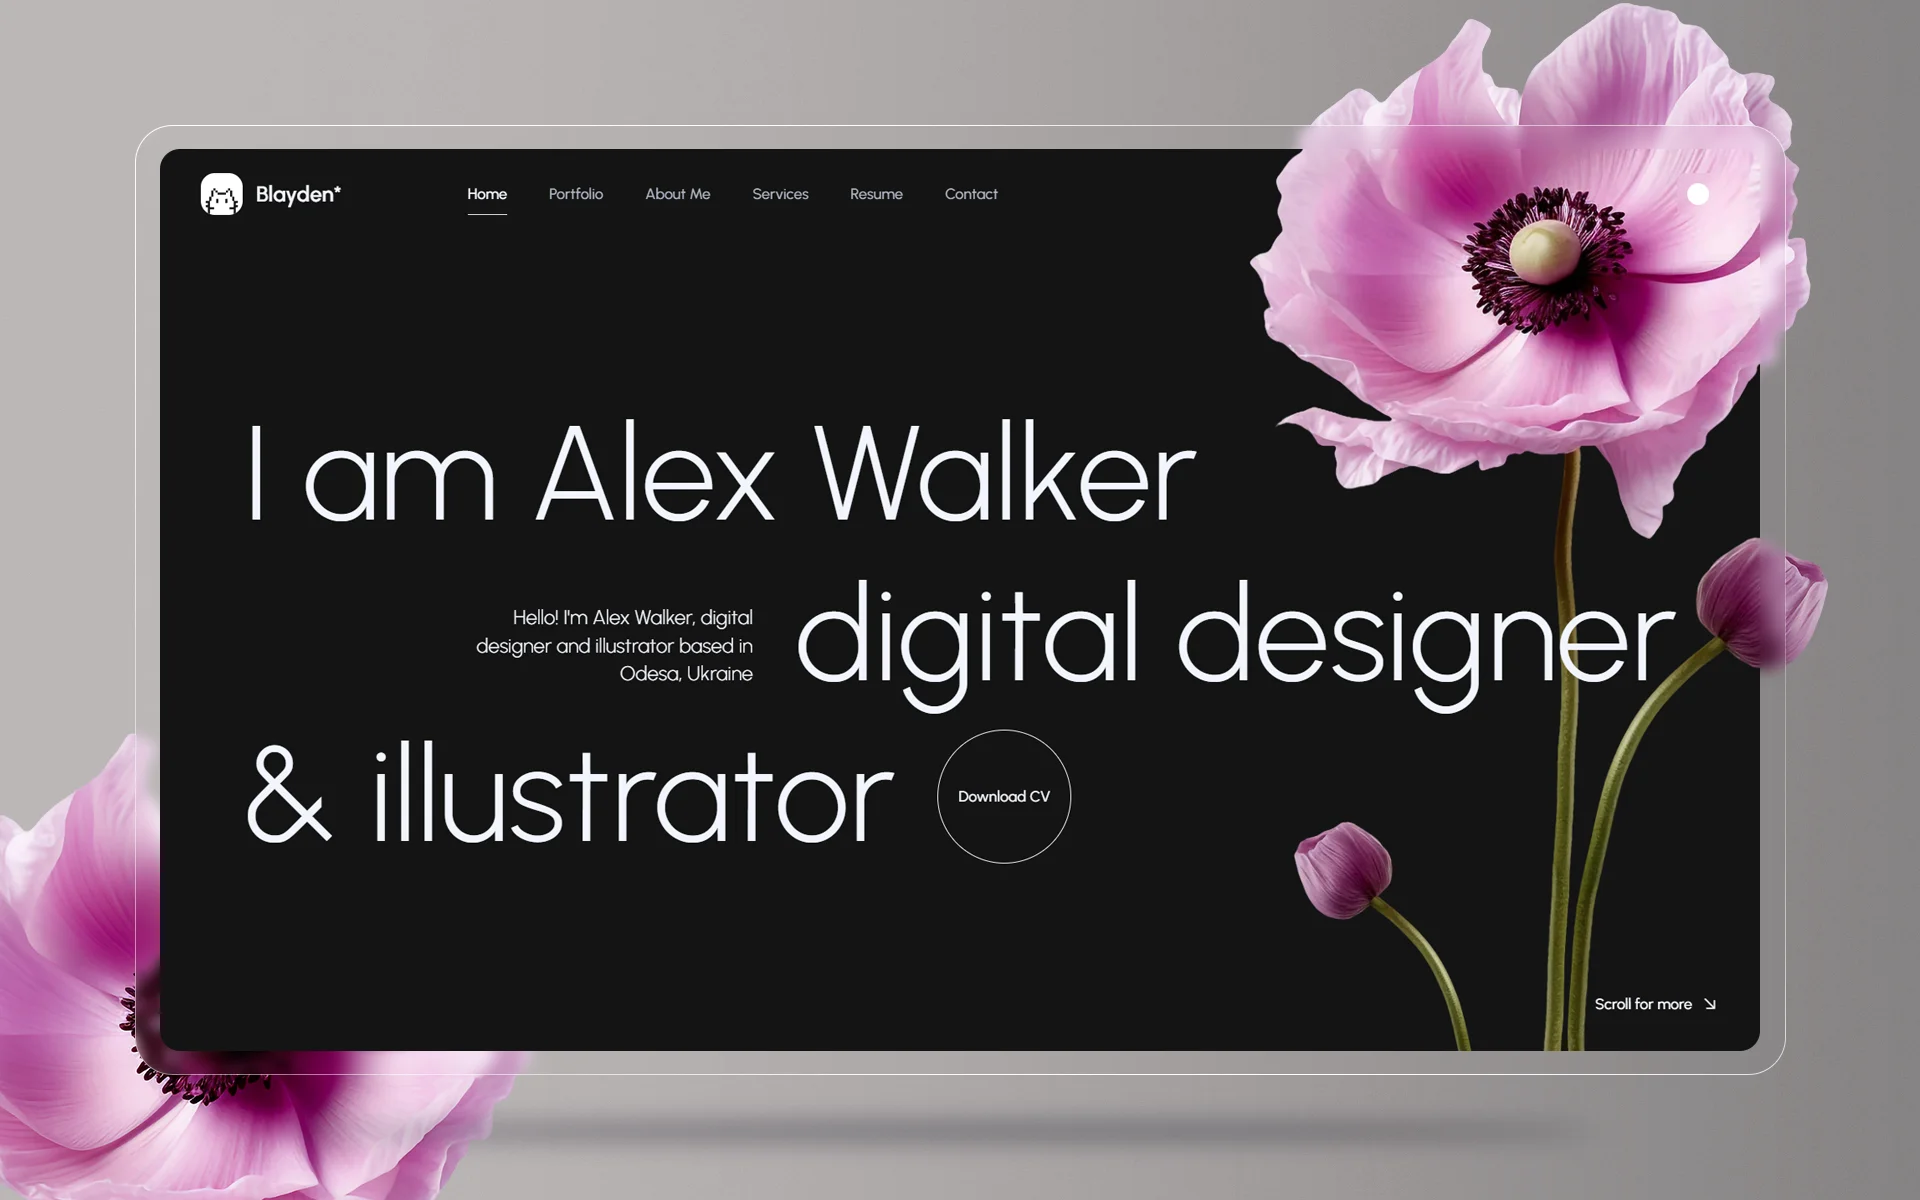 Blayden*
Home
Portfolio
About Me
Services
Resume
Contact
I am Alex Walker
Hello! I'm Alex Walker, digital
designer and illustrator based in
Odesa, Ukraine
digital designer
& illustrator
Download CV
Scroll for more